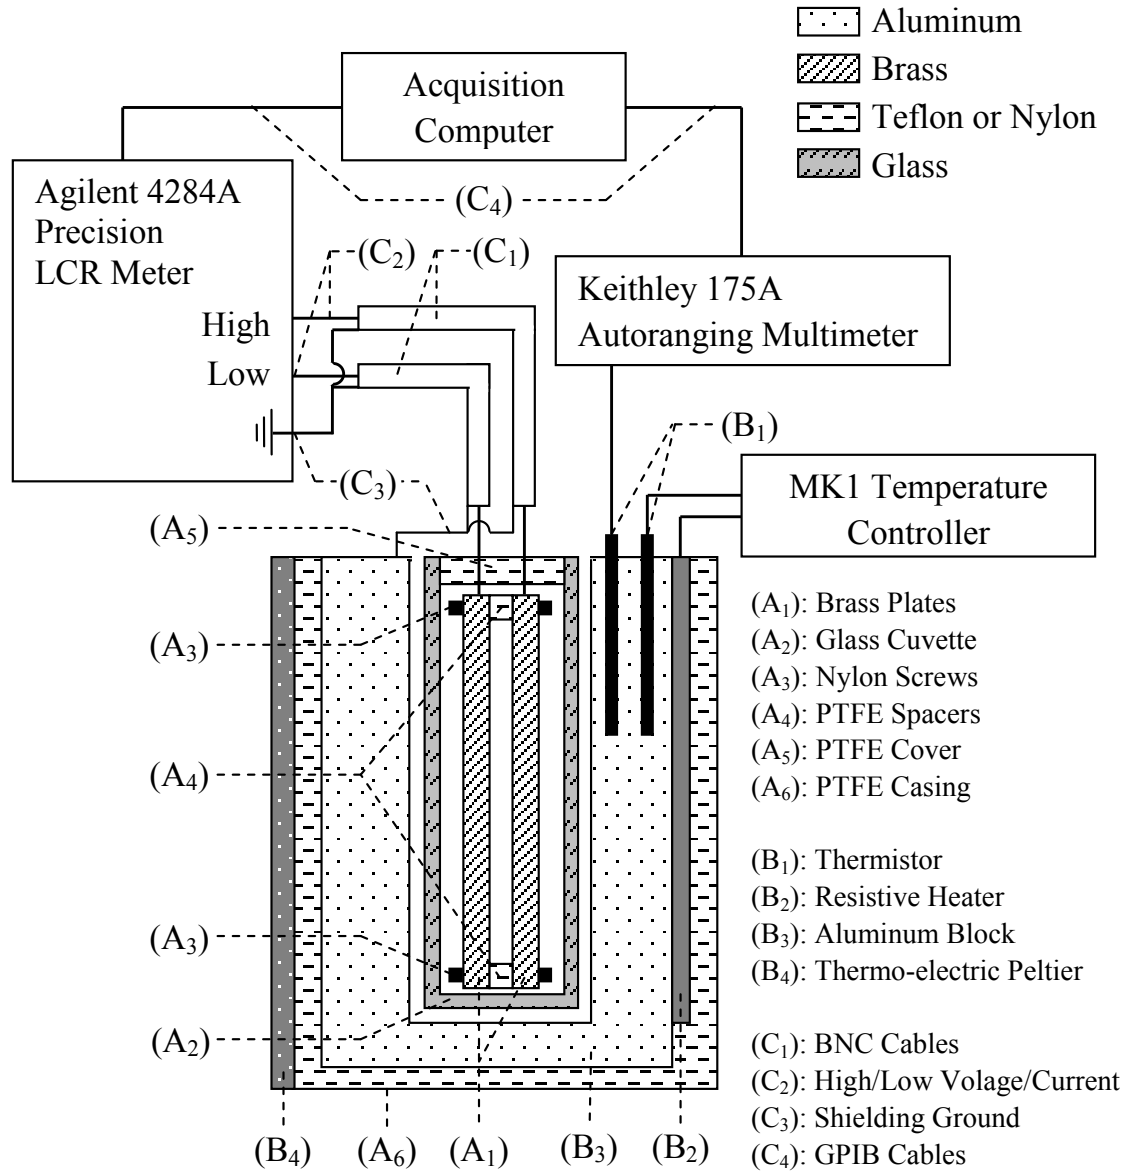 Aluminum
Brass
Teflon or Nylon
Glass
Acquisition
Computer
Agilent 4284A
Precision
LCR Meter
High
Low
(C4)
(C2)
(C1)
Keithley 175A
Autoranging Multimeter
(B1)
(C3)
MK1 Temperature
Controller
(A5)
(A3)
(A4)
(A3)
(A2)
(B4)
(A6)
(A1)
(B3)
(B2)
(A1): Brass Plates
(A2): Glass Cuvette
(A3): Nylon Screws
(A4): PTFE Spacers
(A5): PTFE Cover
(A6): PTFE Casing
(B1): Thermistor
(B2): Resistive Heater
(B3): Aluminum Block
(B4): Thermo-electric Peltier
(C1): BNC Cables
(C2): High/Low Volage/Current
(C3): Shielding Ground
(C4): GPIB Cables